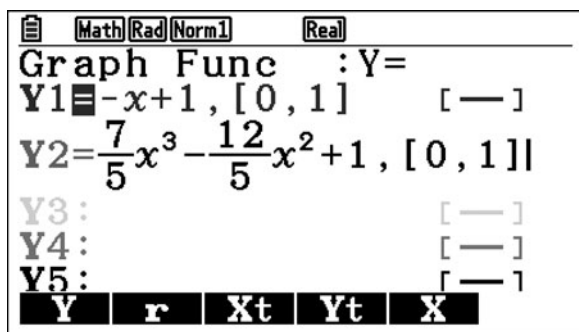 Math Rad Norm1 Real
Graph Func :Y=
Y1=-x+1,[0,1] [—]
Y2=7/5x³-12/5x²+1,[0,1]
Y3: [—]
Y4: [—]
Y5: [—]
Y r Xt Yt X